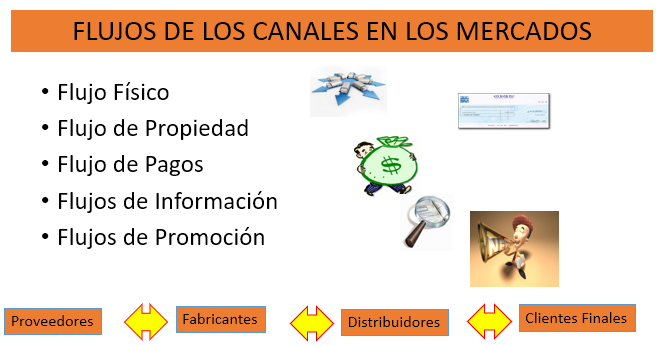 FLUJOS DE LOS CANALES EN LOS MERCADOS
• Flujo Físico
• Flujo de Propiedad
• Flujo de Pagos
• Flujos de Información
• Flujos de Promoción
$
Proveedores
Fabricantes
Distribuidores
Clientes Finales